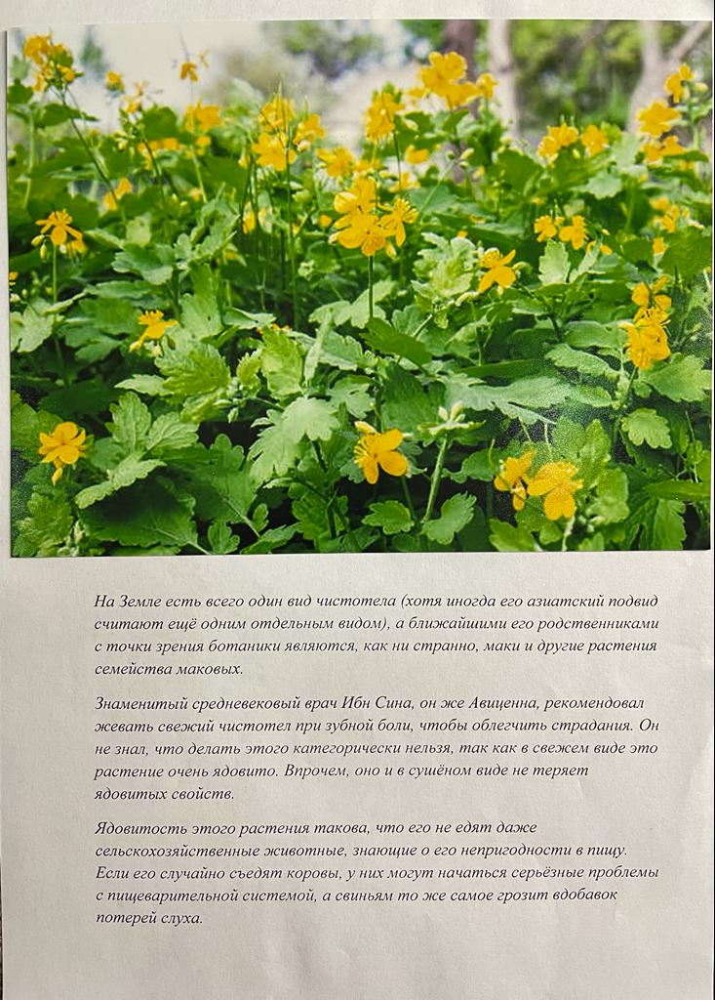 На Земле есть всего один вид чистотела (хотя иногда его азиатский подвид
считают ещё одним отдельным видом), а ближайшими его родственниками
с точки зрения ботаники являются, как ни странно, маки и другие растения
семейства маковых.
Знаменитый средневековый врач Ибн Сина, он же Авиценна, рекомендовал
жевать свежий чистотел при зубной боли, чтобы облегчить страдания. Он
не знал, что делать этого категорически нельзя, так как в свежем виде это
растение очень ядовито. Впрочем, оно и в сушёном виде не теряет
ядовитых свойств.
Ядовитость этого растения такова, что его не едят даже
сельскохозяйственные животные, знающие о его непригодности в пищу.
Если его случайно съедят коровы, у них могут начаться серьёзные проблемы
с пищеварительной системой, а свиньям то же самое грозит вдобавок
потерей слуха.